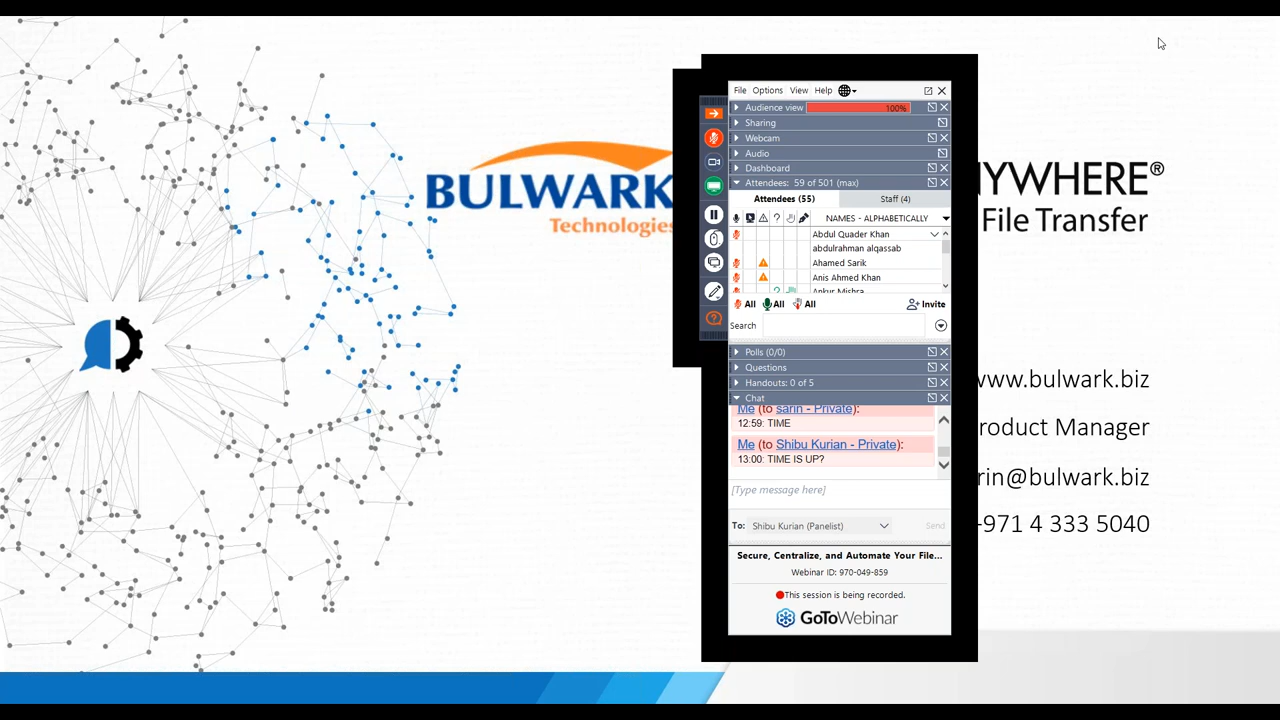 BULWARK
Technologies
NYWHERE®
File Transfer
www.bulwark.biz
roduct Manager
rin@bulwark.biz
971 4 333 5040
File Options View Help
Audience view 100%
Sharing
Webcam
Audio
Dashboard
Attendees: 59 of 501 (max)
Attendees (55) Staff (4)
NAMES - ALPHABETICALLY
Abdul Quader Khan
abdulrahman alqassab
Ahamed Sarik
Anis Ahmed Khan
Ankur Mishra
All All All Invite
Search
Polls (0/0)
Questions
Handouts: 0 of 5
Chat
Me (to sarin - Private):
12:59: TIME
Me (to Shibu Kurian - Private):
13:00: TIME IS UP?
[Type message here]
To: Shibu Kurian (Panelist) Send
Secure, Centralize, and Automate Your File...
Webinar ID: 970-049-859
This session is being recorded.
GoToWebinar